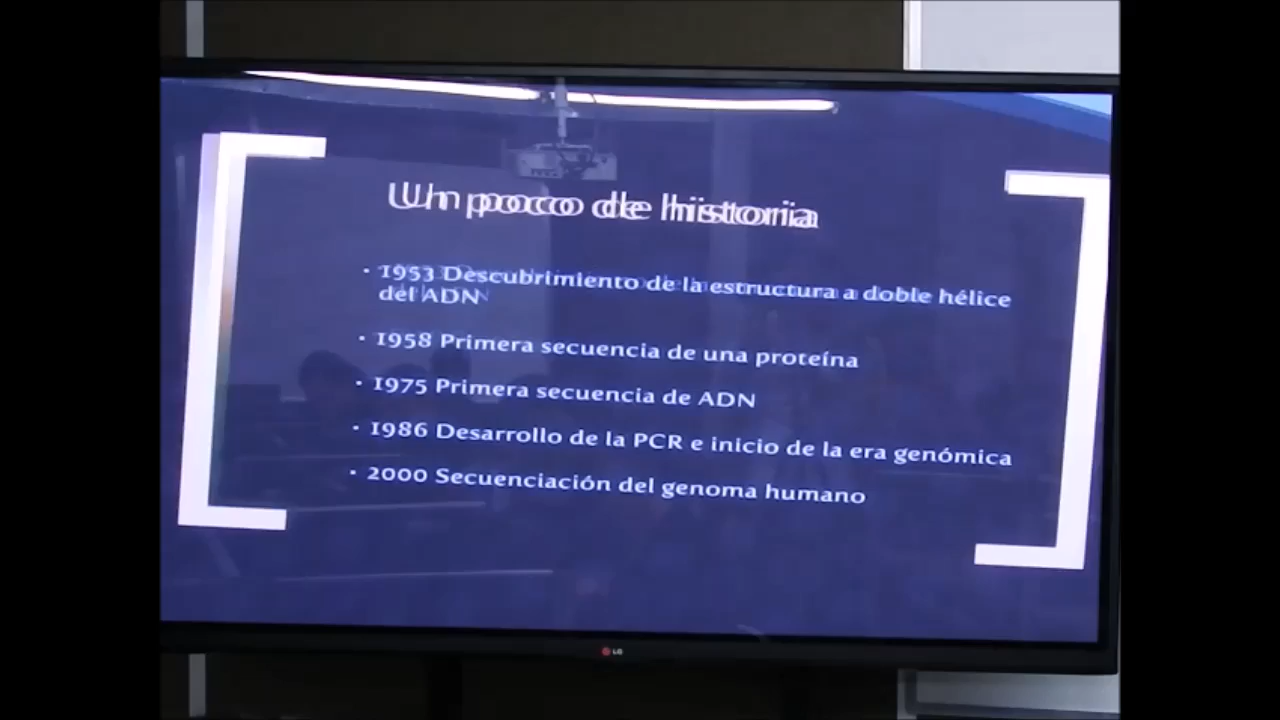 Un poco de historia
• 1953 Descubrimiento de la estructura a doble hélice
del ADN
• 1958 Primera secuencia de una proteína
• 1975 Primera secuencia de ADN
• 1986 Desarrollo de la PCR e inicio de la era genómica
• 2000 Secuenciación del genoma humano
LG